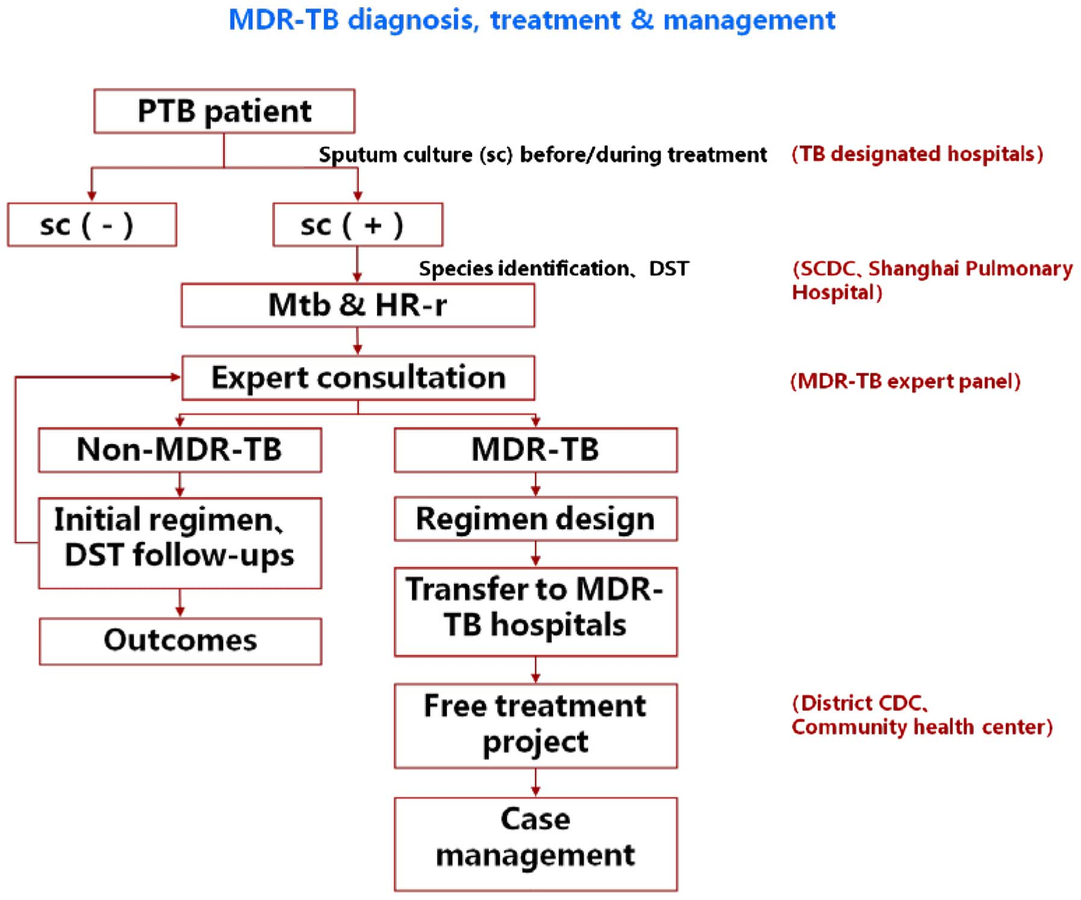 MDR-TB diagnosis, treatment & management
PTB patient
Sputum culture (sc) before/during treatment
(TB designated hospitals)
sc ( - )
sc ( + )
Species identification、DST
(SCDC、Shanghai Pulmonary
Hospital)
Mtb & HR-r
Expert consultation
(MDR-TB expert panel)
Non-MDR-TB
MDR-TB
Initial regimen、
DST follow-ups
Regimen design
Outcomes
Transfer to MDR-
TB hospitals
Free treatment
project
(District CDC、
Community health center)
Case
management